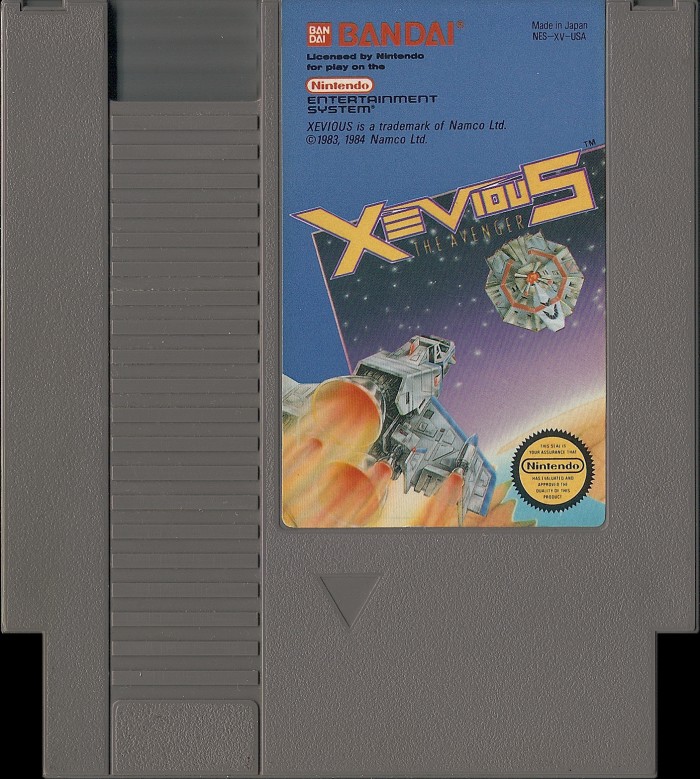 BAN
DAI
BANDAI®
Made in Japan
NES-XV-USA
Licensed by Nintendo
for play on the
Nintendo
ENTERTAINMENT
SYSTEM®
XEVIOUS is a trademark of Namco Ltd.
©1983, 1984 Namco Ltd.
XEVIOUS™
THE AVENGER
THIS SEAL IS
YOUR ASSURANCE THAT
Nintendo
HAS EVALUATED AND
APPROVED THE
QUALITY OF THIS
PRODUCT